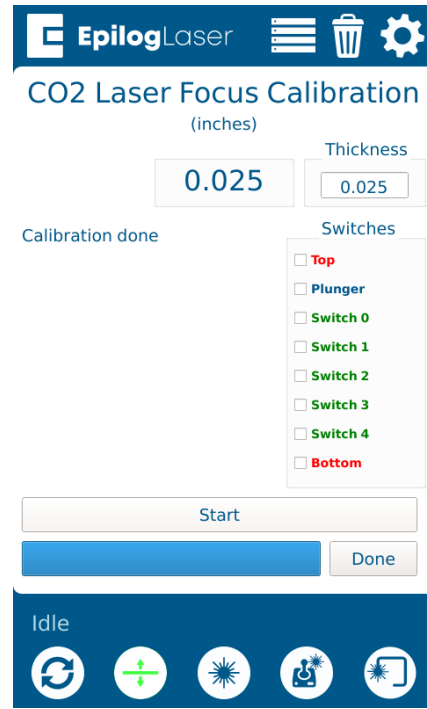 EpilogLaser
CO2 Laser Focus Calibration
(inches)
Thickness
0.025
0.025
Calibration done
Switches
Top
Plunger
Switch 0
Switch 1
Switch 2
Switch 3
Switch 4
Bottom
Start
Done
Idle